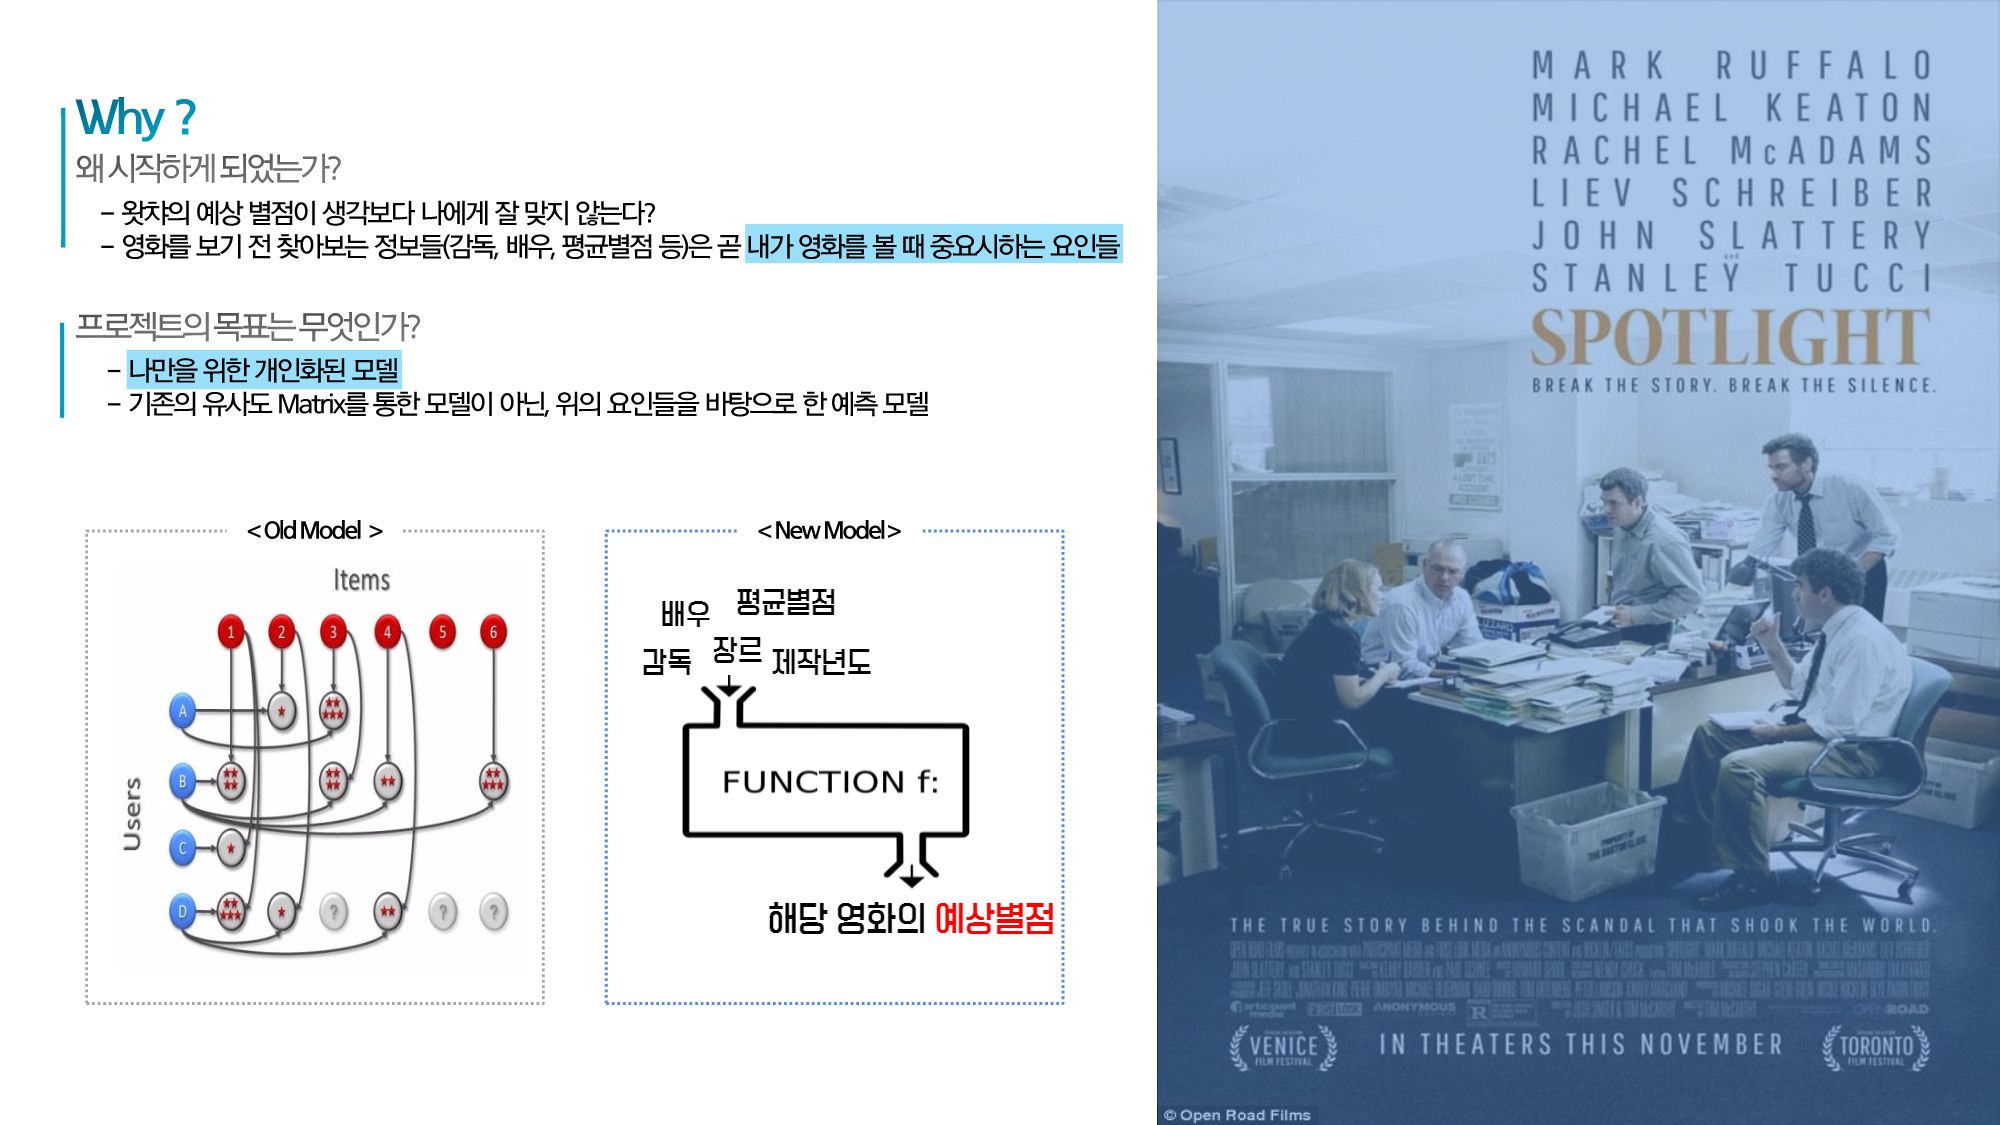 Why ?
왜 시작하게 되었는가?
– 왓챠의 예상 별점이 생각보다 나에게 잘 맞지 않는다?
– 영화를 보기 전 찾아보는 정보들(감독, 배우, 평균별점 등)은 곧 내가 영화를 볼 때 중요시하는 요인들
프로젝트의 목표는 무엇인가?
– 나만을 위한 개인화된 모델
– 기존의 유사도 Matrix를 통한 모델이 아닌, 위의 요인들을 바탕으로 한 예측 모델
< Old Model >
Items
1 2 3 4 5 6
Users
A
B
C
D ? ? ?
< New Model >
배우 평균별점
감독 장르 제작년도
FUNCTION f:
해당 영화의 예상별점
MARK RUFFALO
MICHAEL KEATON
RACHEL McADAMS
LIEV SCHREIBER
JOHN SLATTERY
and
STANLEY TUCCI
SPOTLIGHT
BREAK THE STORY. BREAK THE SILENCE.
THE TRUE STORY BEHIND THE SCANDAL THAT SHOOK THE WORLD.
participant media FIRST LOOK ANONYMOUS R OPEN ROAD
VENICE FILM FESTIVAL
IN THEATERS THIS NOVEMBER
TORONTO FILM FESTIVAL
© Open Road Films